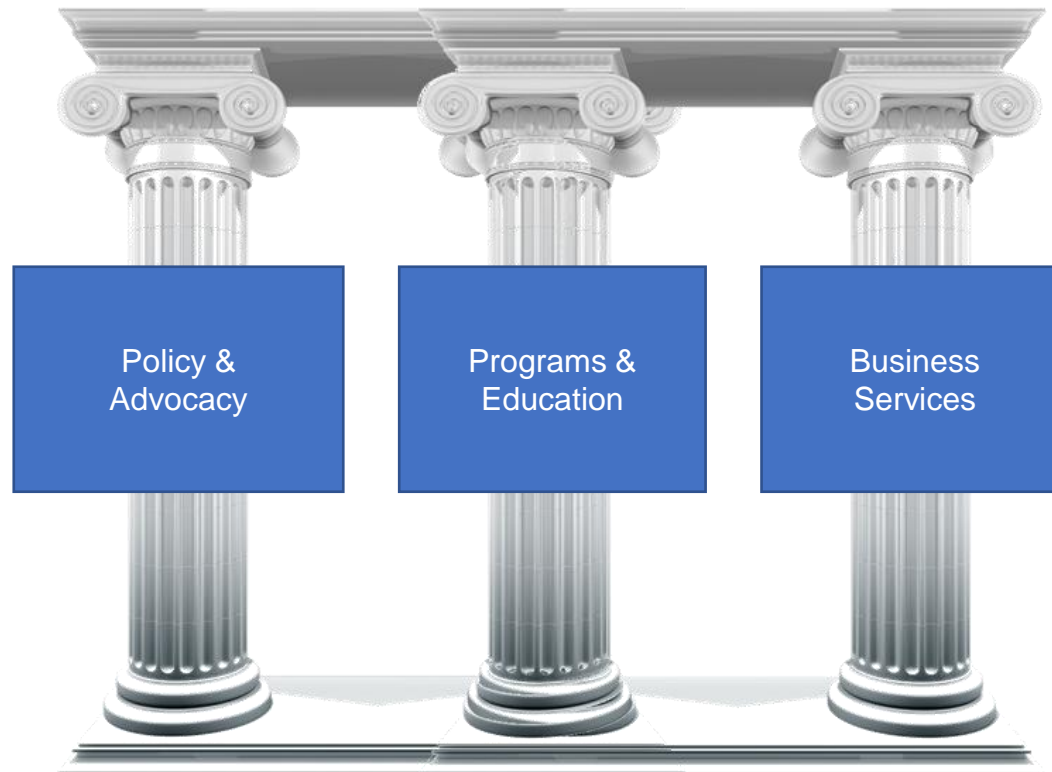 Policy &
Advocacy
Programs &
Education
Business
Services